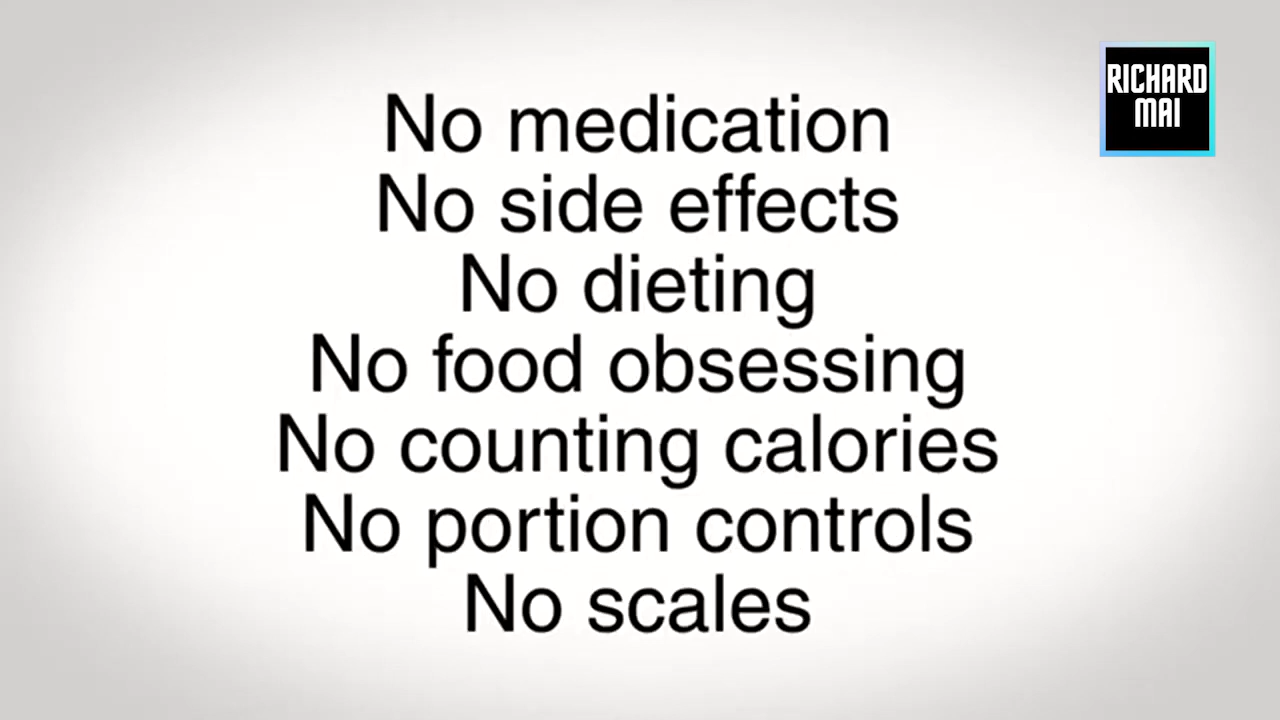 No medication
No side effects
No dieting
No food obsessing
No counting calories
No portion controls
No scales
RICHARD
MAI